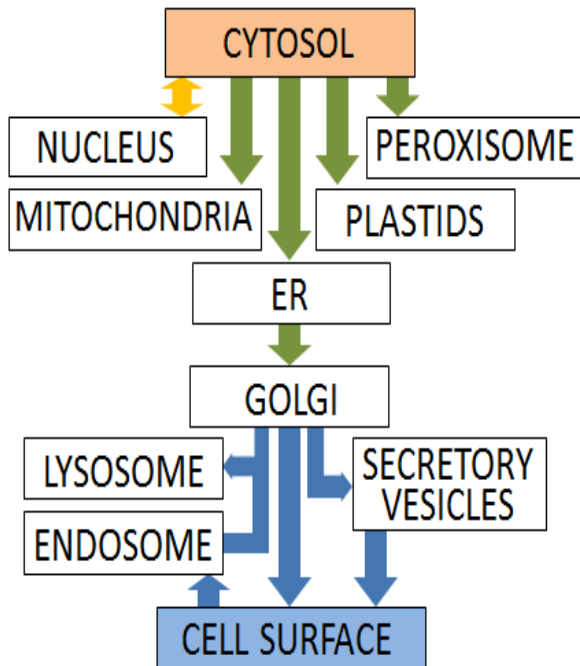 CYTOSOL
NUCLEUS
PEROXISOME
MITOCHONDRIA
PLASTIDS
ER
GOLGI
LYSOSOME
SECRETORY
VESICLES
ENDOSOME
CELL SURFACE